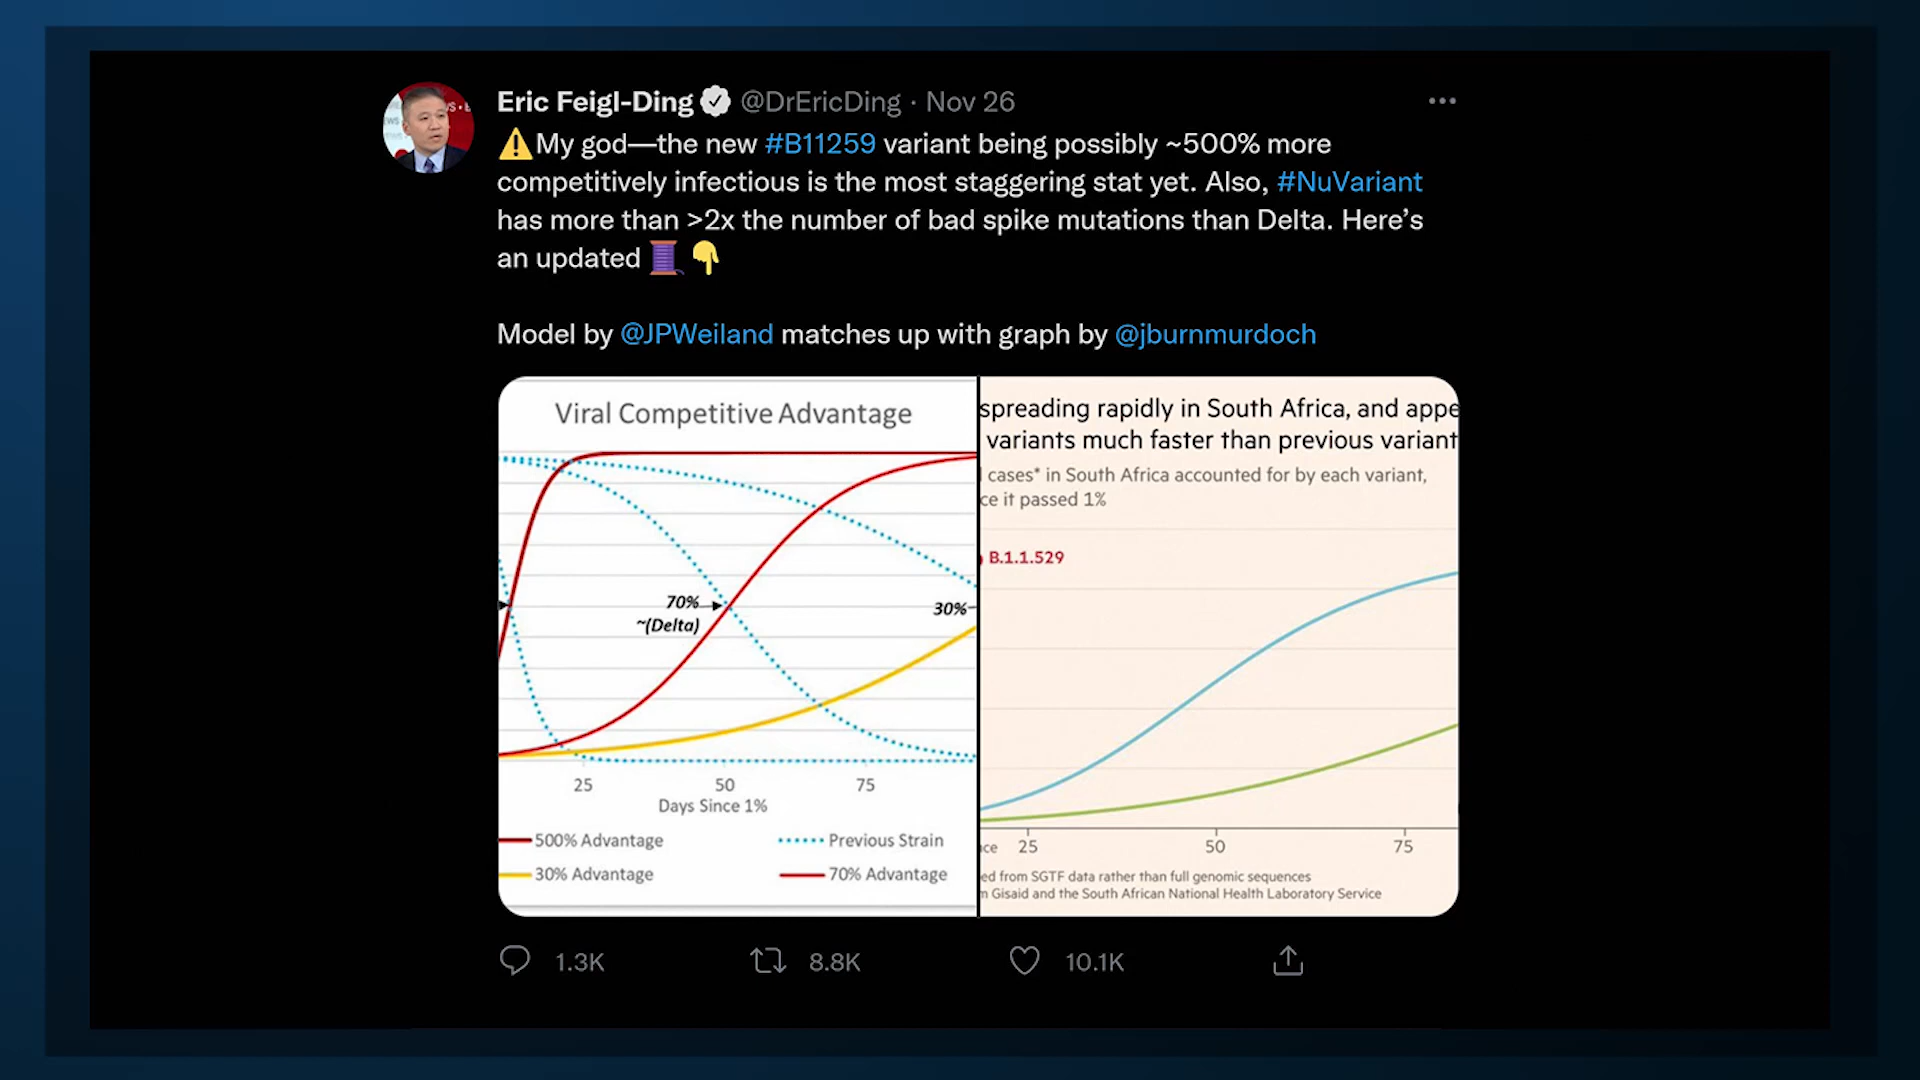 Eric Feigl-Ding @DrEricDing · Nov 26
⚠️My god—the new #B11259 variant being possibly ~500% more
competitively infectious is the most staggering stat yet. Also, #NuVariant
has more than >2x the number of bad spike mutations than Delta. Here’s
an updated 🧵👇
Model by @JPWeiland matches up with graph by @jburnmurdoch
Viral Competitive Advantage
70%
~(Delta)
30%
25 50 75
Days Since 1%
500% Advantage
Previous Strain
30% Advantage
70% Advantage
spreading rapidly in South Africa, and appe
variants much faster than previous variant
cases* in South Africa accounted for by each variant,
ce it passed 1%
B.1.1.529
ce 25 50 75
ed from SGTF data rather than full genomic sequences
Gisaid and the South African National Health Laboratory Service
1.3K 8.8K 10.1K